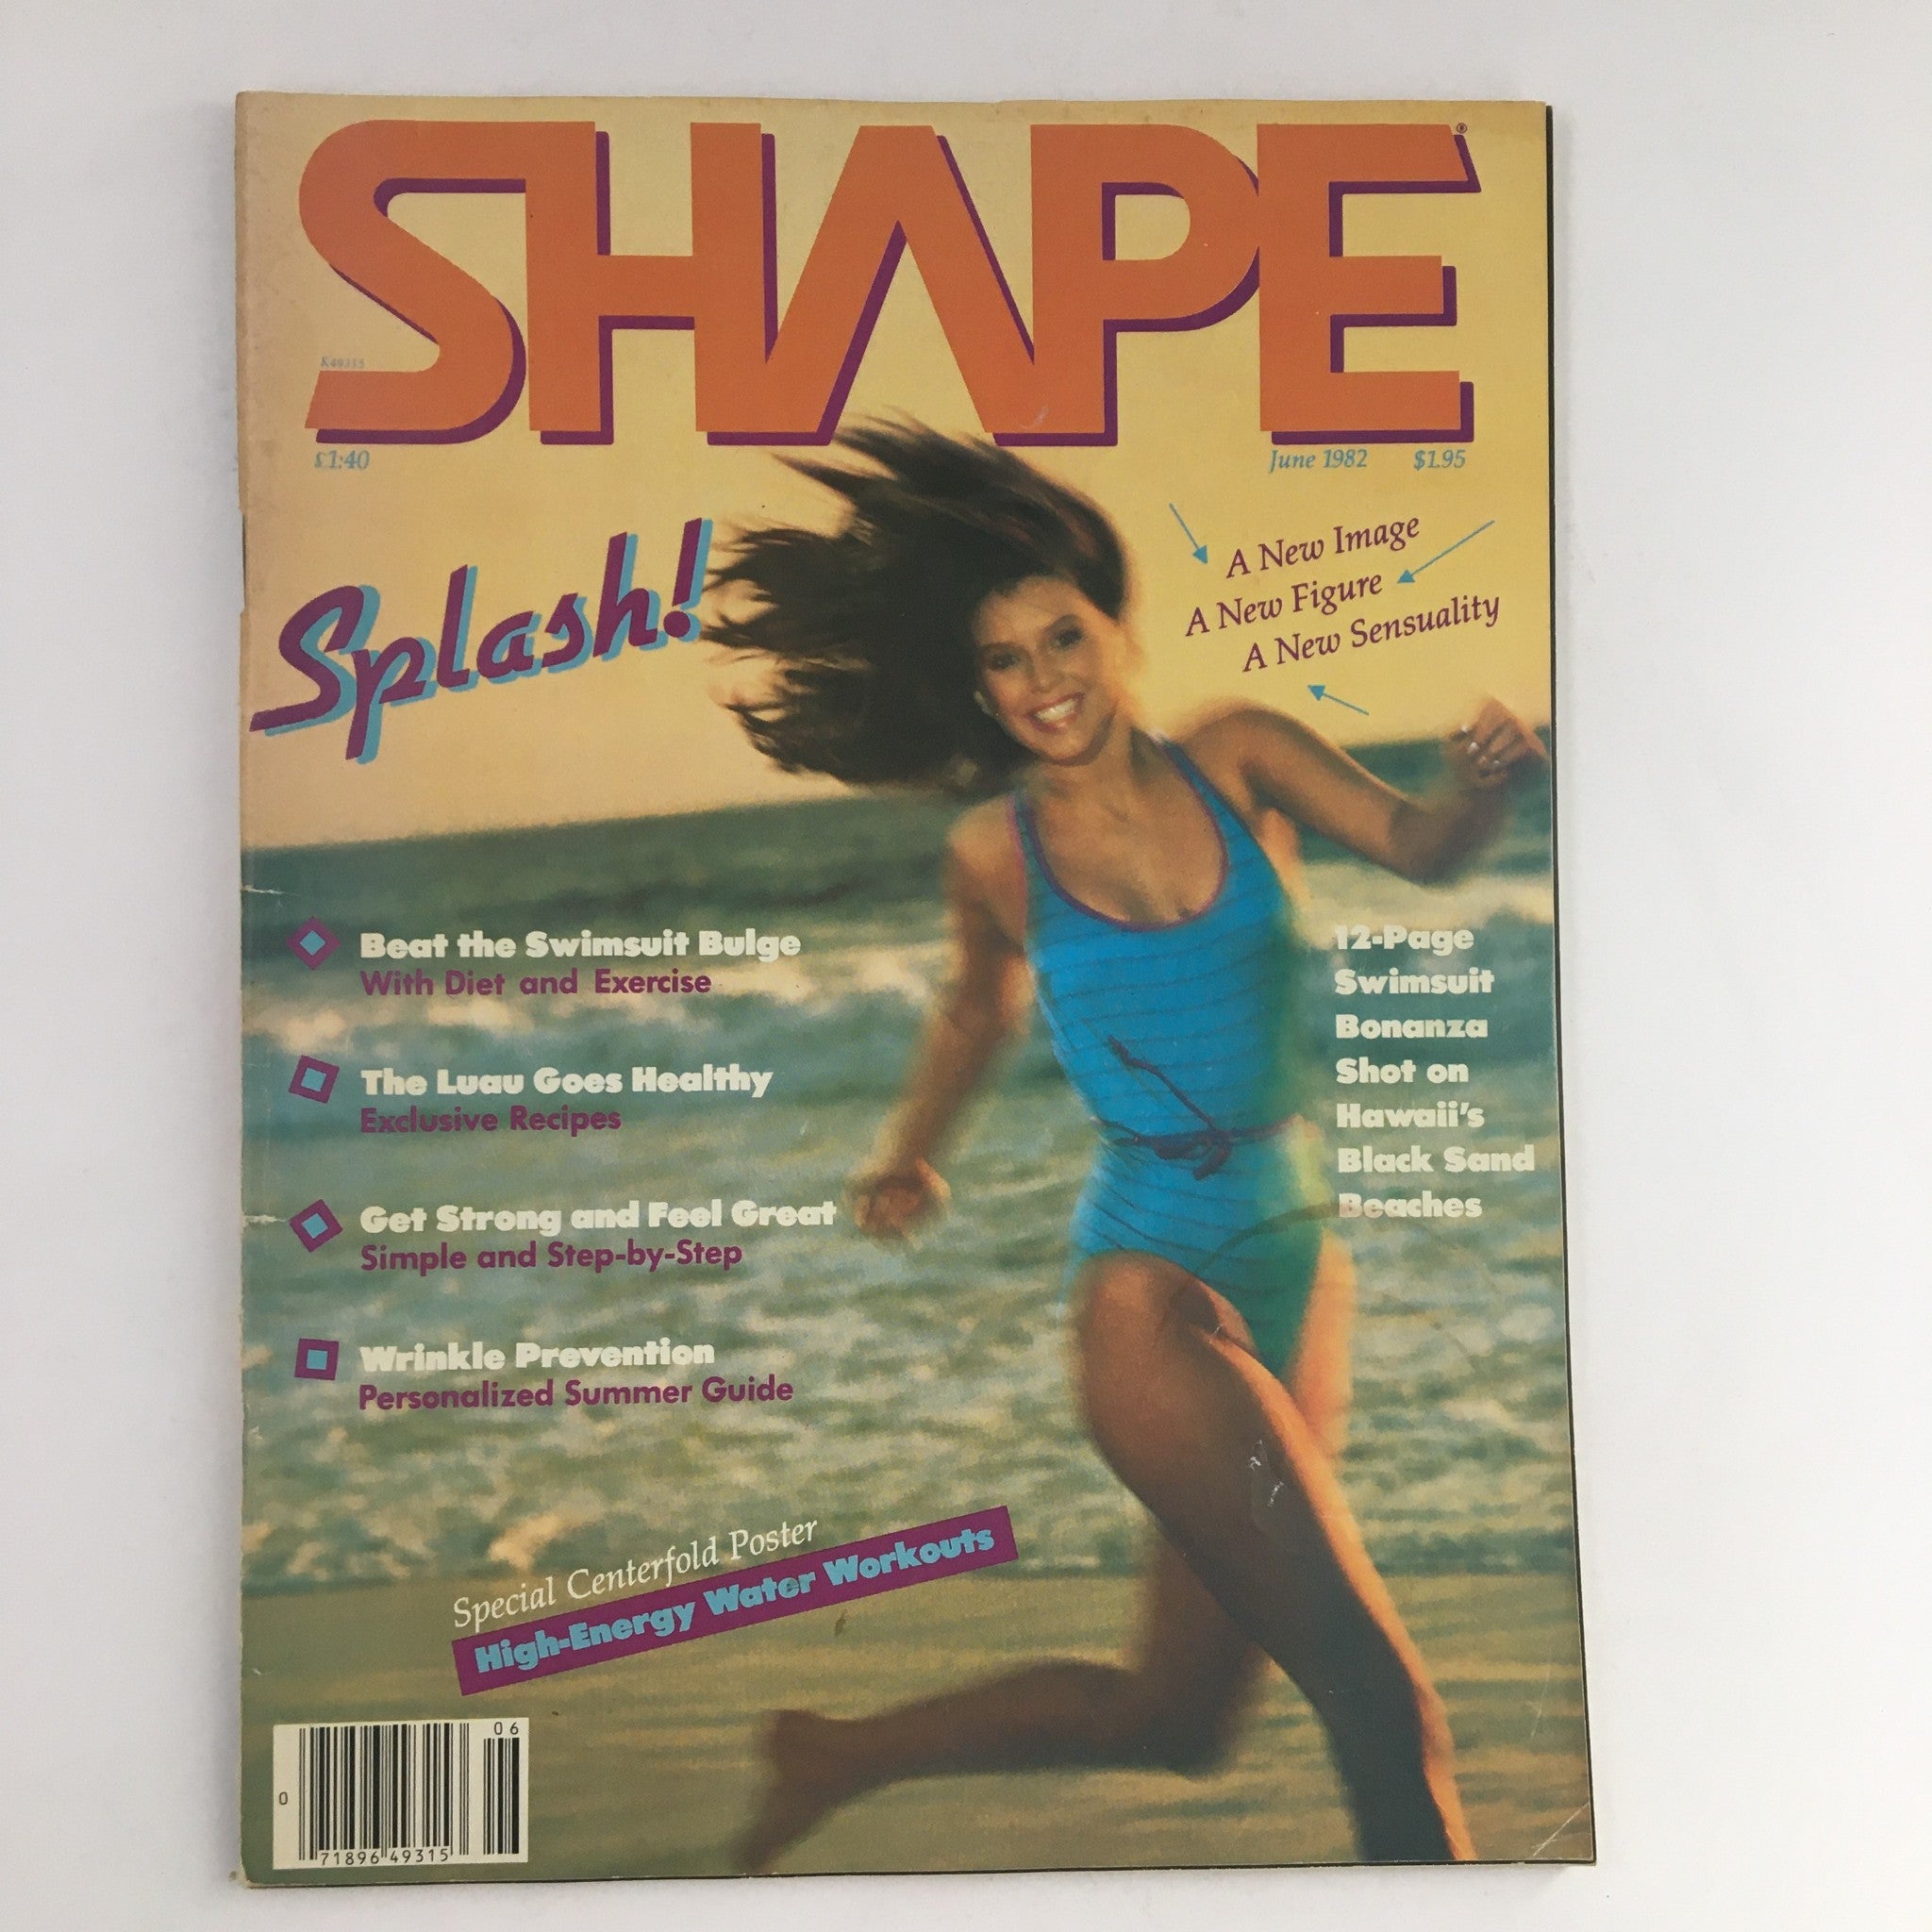 SHAPE®
K49315
£1:40
June 1982 $1.95
Splash!
A New Image
A New Figure
A New Sensuality
Beat the Swimsuit Bulge
With Diet and Exercise
The Luau Goes Healthy
Exclusive Recipes
Get Strong and Feel Great
Simple and Step-by-Step
Wrinkle Prevention
Personalized Summer Guide
12-Page
Swimsuit
Bonanza
Shot on
Hawaii's
Black Sand
Beaches
Special Centerfold Poster
High-Energy Water Workouts
06
0
71896 49315